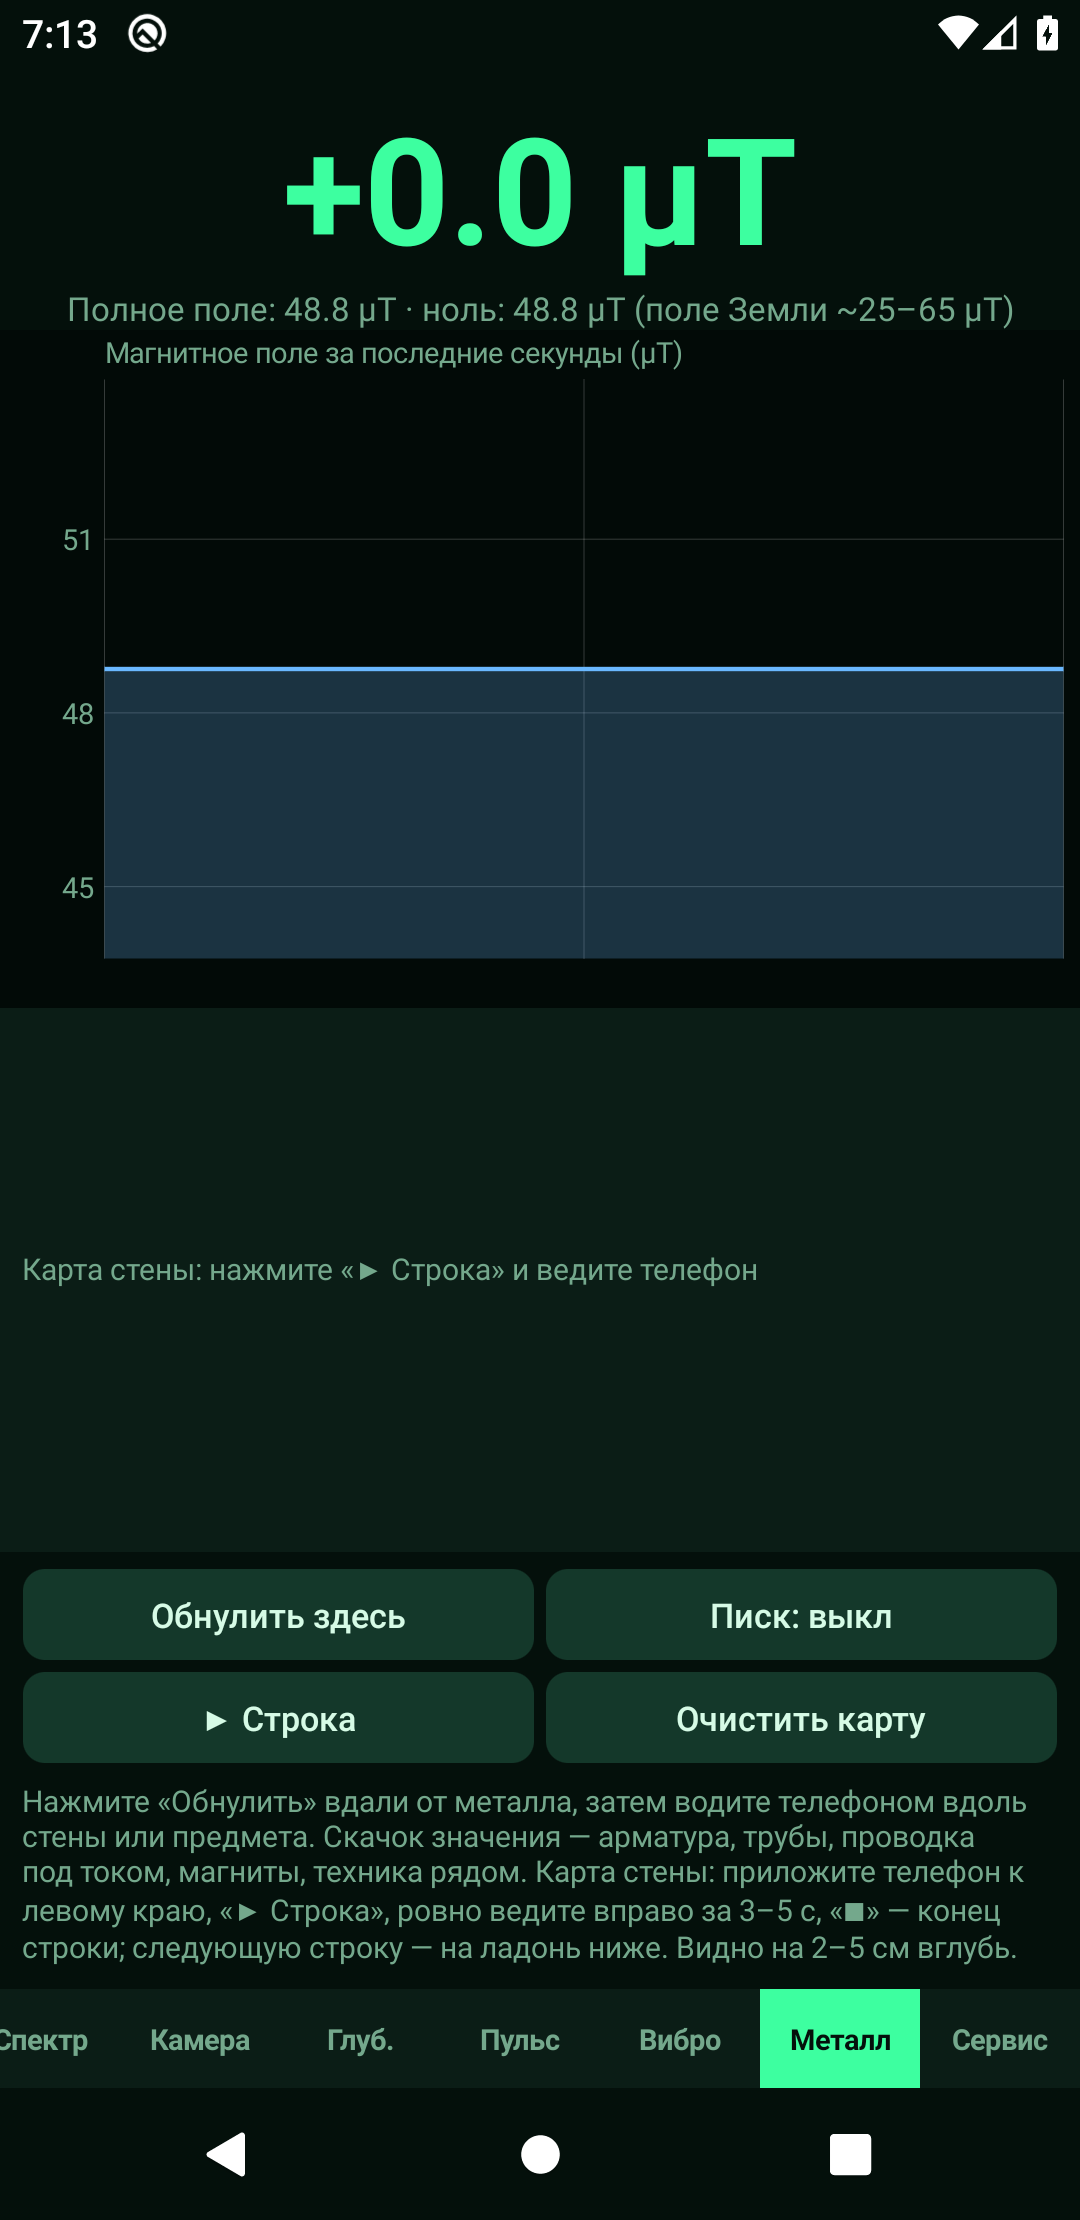 7:13
+0.0 µT
Полное поле: 48.8 µT · ноль: 48.8 µT (поле Земли ~25–65 µT)
Магнитное поле за последние секунды (µT)
51
48
45
Карта стены: нажмите «► Строка» и ведите телефон
Обнулить здесь
Писк: выкл
► Строка
Очистить карту
Нажмите «Обнулить» вдали от металла, затем водите телефоном вдоль
стены или предмета. Скачок значения — арматура, трубы, проводка
под током, магниты, техника рядом. Карта стены: приложите телефон к
левому краю, «► Строка», ровно ведите вправо за 3–5 с, «■» — конец
строки; следующую строку — на ладонь ниже. Видно на 2–5 см вглубь.
Спектр
Камера
Глуб.
Пульс
Вибро
Металл
Сервис